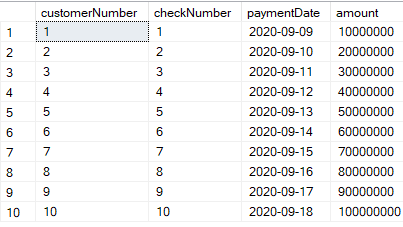 customerNumber checkNumber paymentDate amount
1 1 1 2020-09-09 10000000
2 2 2 2020-09-10 20000000
3 3 3 2020-09-11 30000000
4 4 4 2020-09-12 40000000
5 5 5 2020-09-13 50000000
6 6 6 2020-09-14 60000000
7 7 7 2020-09-15 70000000
8 8 8 2020-09-16 80000000
9 9 9 2020-09-17 90000000
10 10 10 2020-09-18 100000000